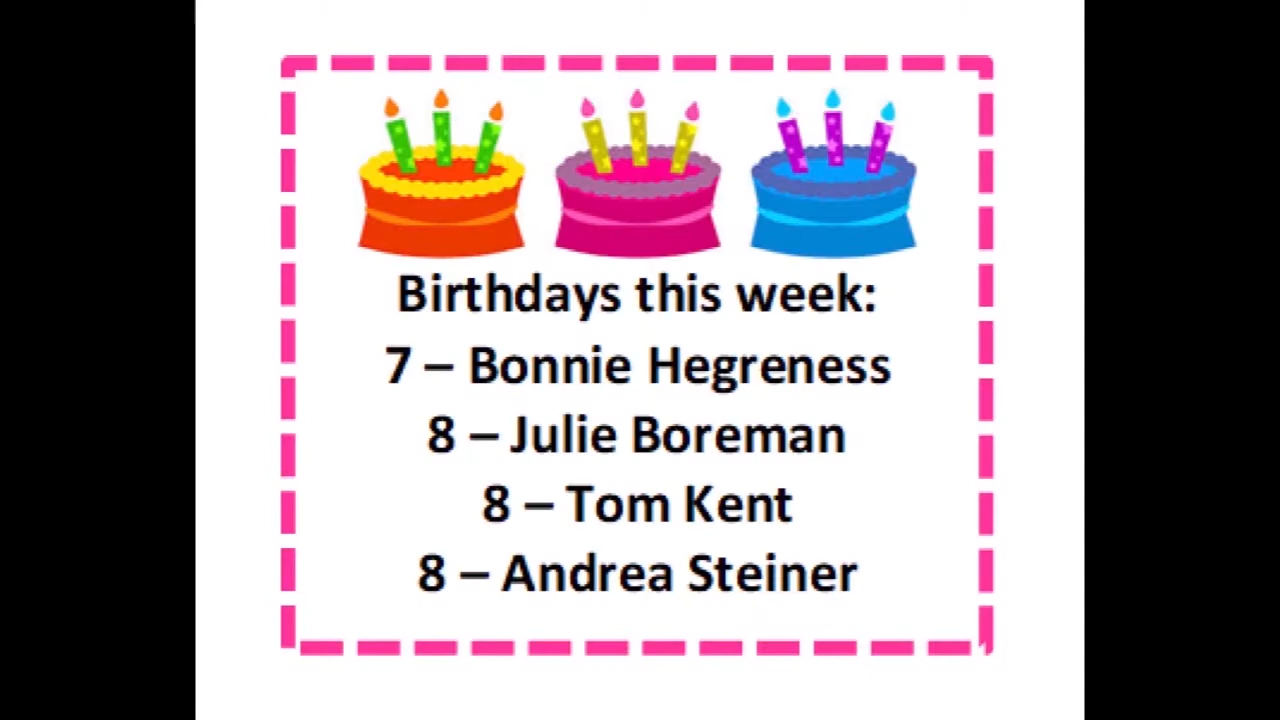 Birthdays this week:
7 – Bonnie Hegreness
8 – Julie Boreman
8 – Tom Kent
8 – Andrea Steiner